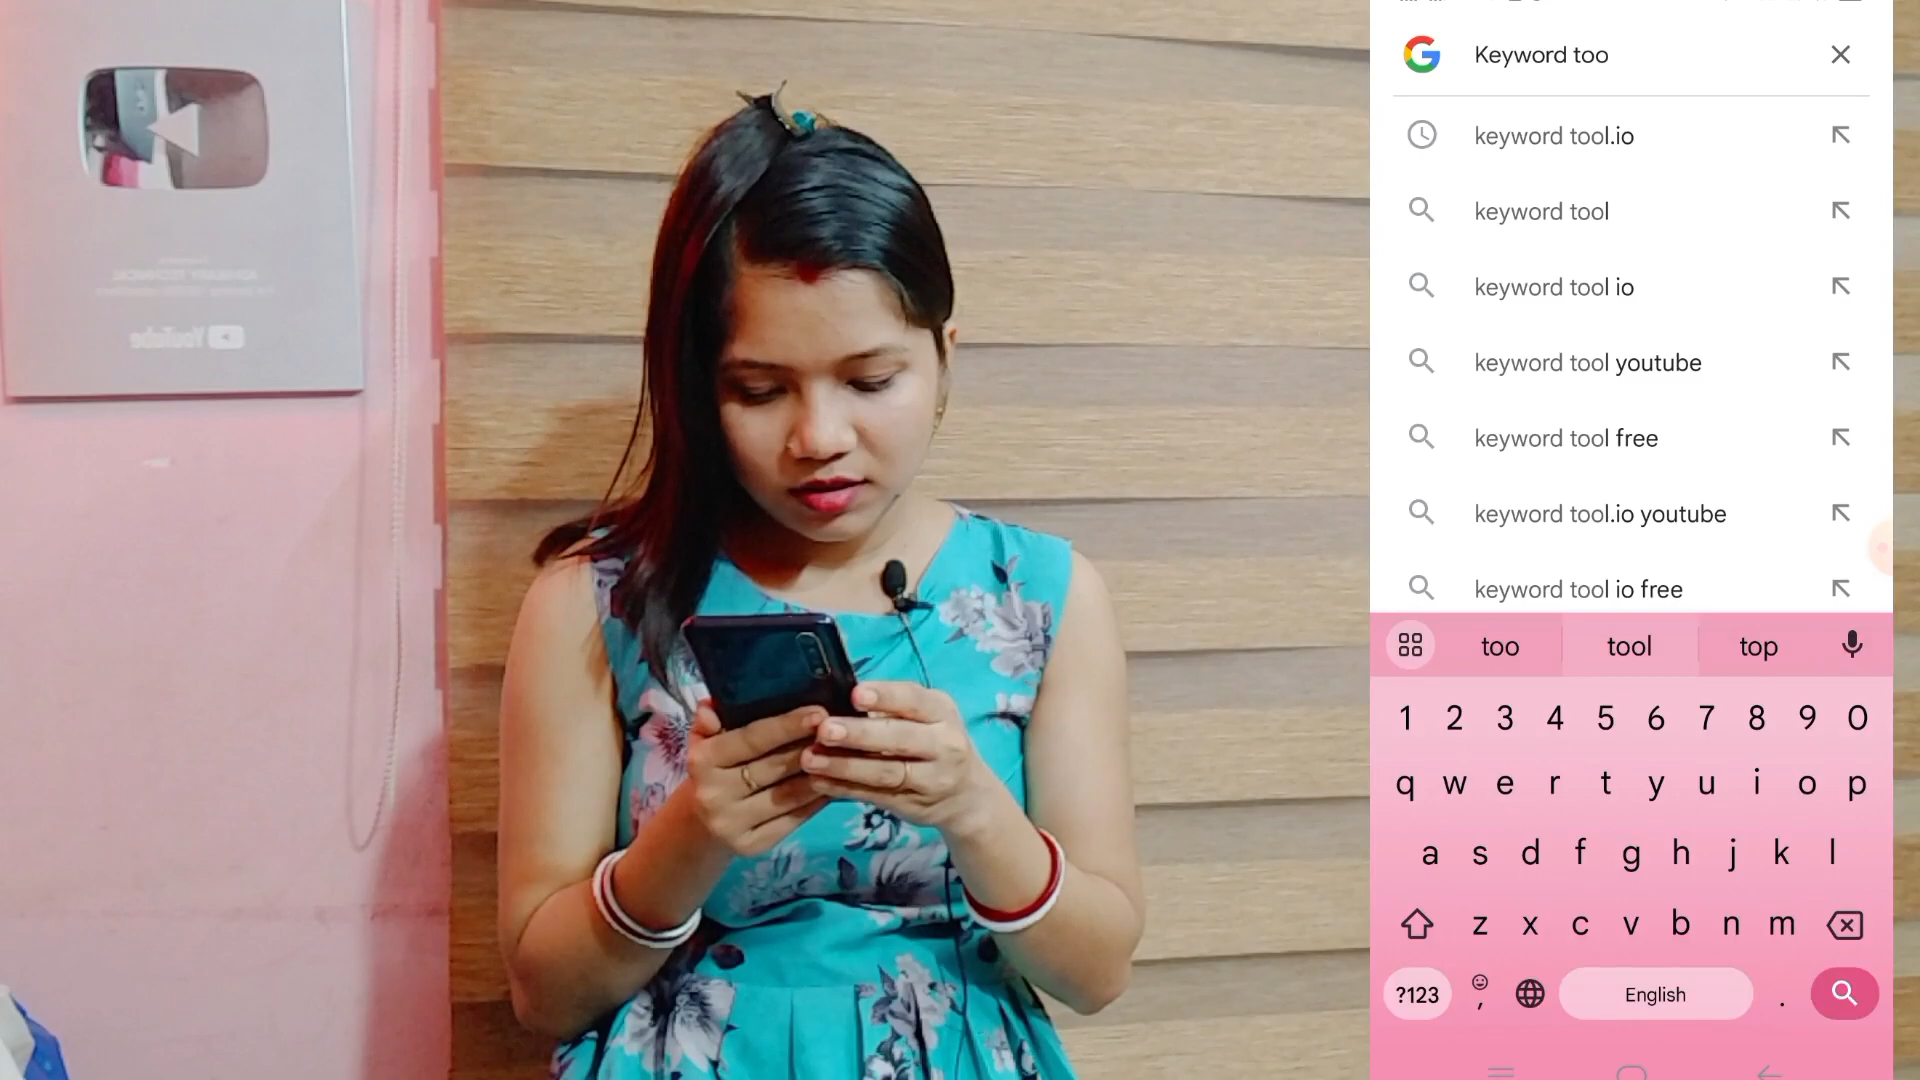 YouTube
Keyword too
keyword tool.io
keyword tool
keyword tool io
keyword tool youtube
keyword tool free
keyword tool.io youtube
keyword tool io free
too tool top
1 2 3 4 5 6 7 8 9 0
q w e r t y u i o p
a s d f g h j k l
z x c v b n m
?123 , English .